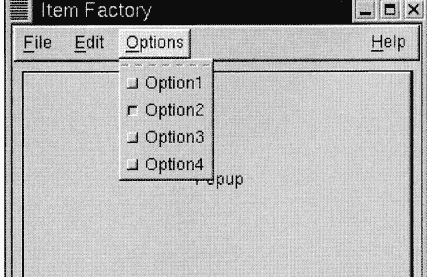 Item Factory
File Edit Options Help
Option1
Option2
Option3
Option4
Popup